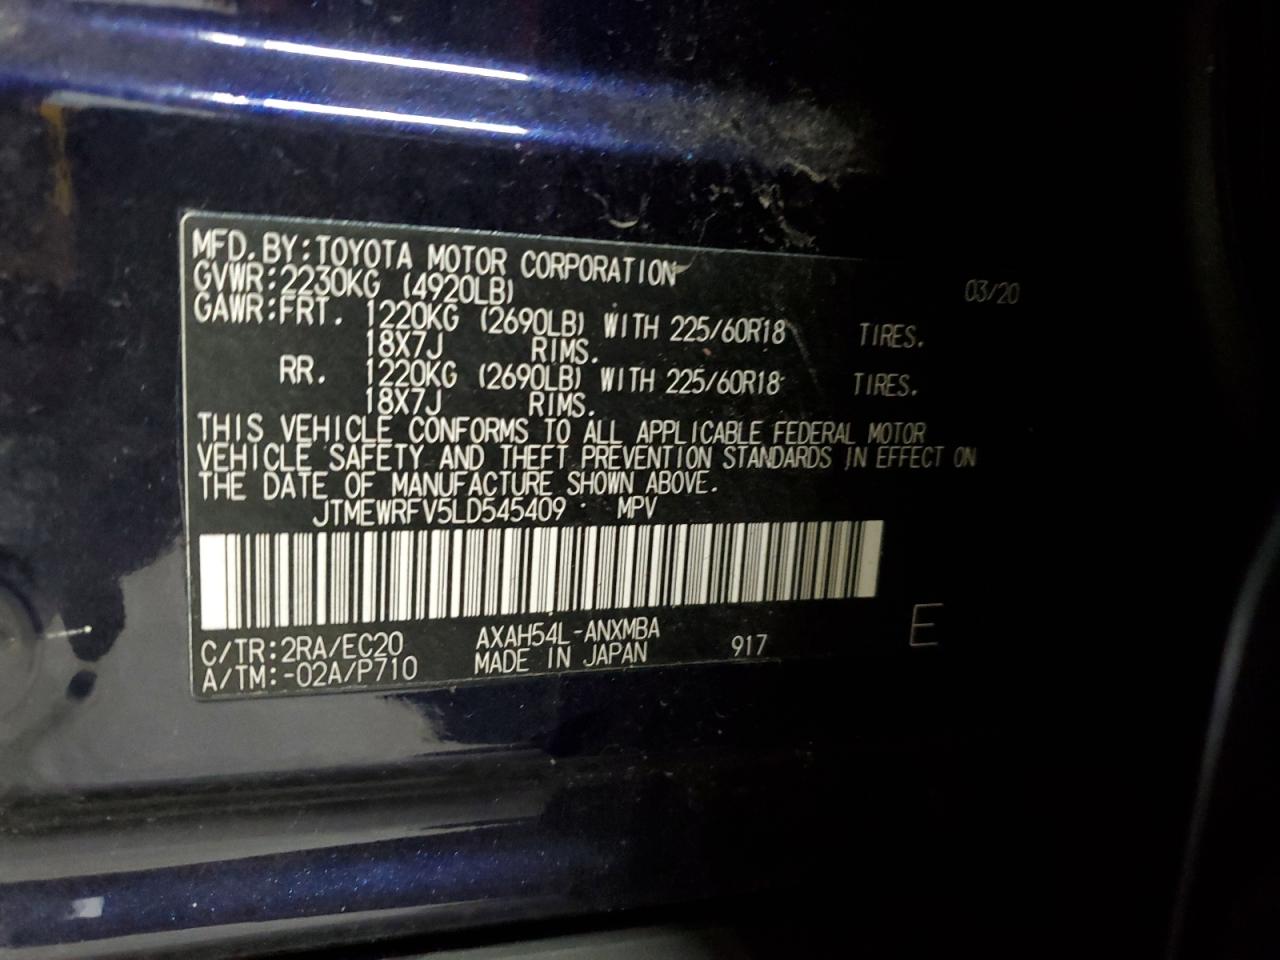 MFD. BY: TOYOTA MOTOR CORPORATION 03/20
GVWR: 2230KG (4920LB)
GAWR: FRT. 1220KG (2690LB) WITH 225/60R18 TIRES.
18X7J RIMS.
RR. 1220KG (2690LB) WITH 225/60R18 TIRES.
18X7J RIMS.
THIS VEHICLE CONFORMS TO ALL APPLICABLE FEDERAL MOTOR
VEHICLE SAFETY AND THEFT PREVENTION STANDARDS IN EFFECT ON
THE DATE OF MANUFACTURE SHOWN ABOVE.
JTMEWRFV5LD545409 MPV
C/TR: 2RA/EC20 AXAH54L-ANXMBA 917 E
A/TM: -02A/P710 MADE IN JAPAN